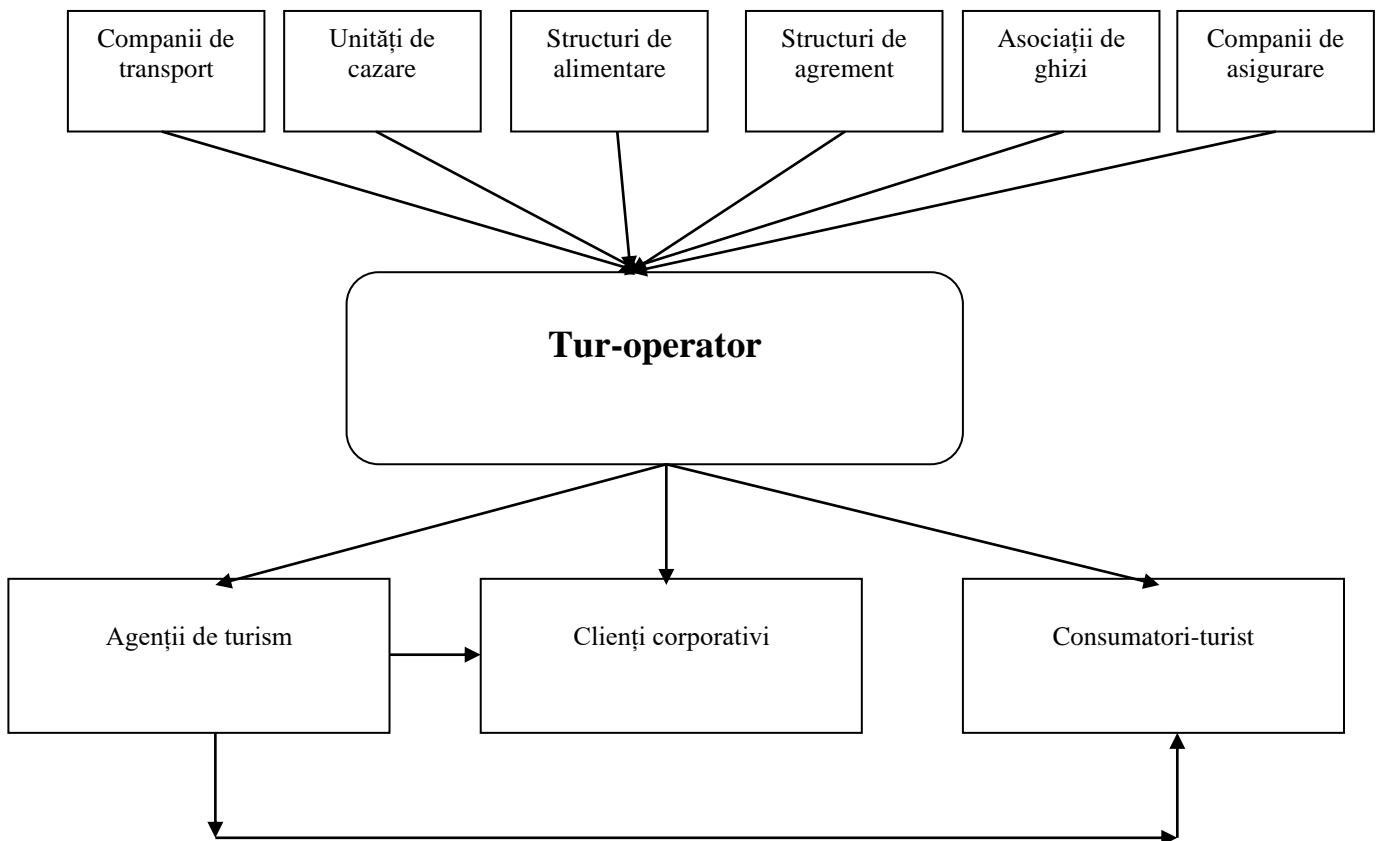 Companii de
transport
Unități de
cazare
Structuri de
alimentare
Structuri de
agrement
Asociații de
ghizi
Companii de
asigurare
Tur-operator
Agenții de turism
Clienți corporativi
Consumatori-turist